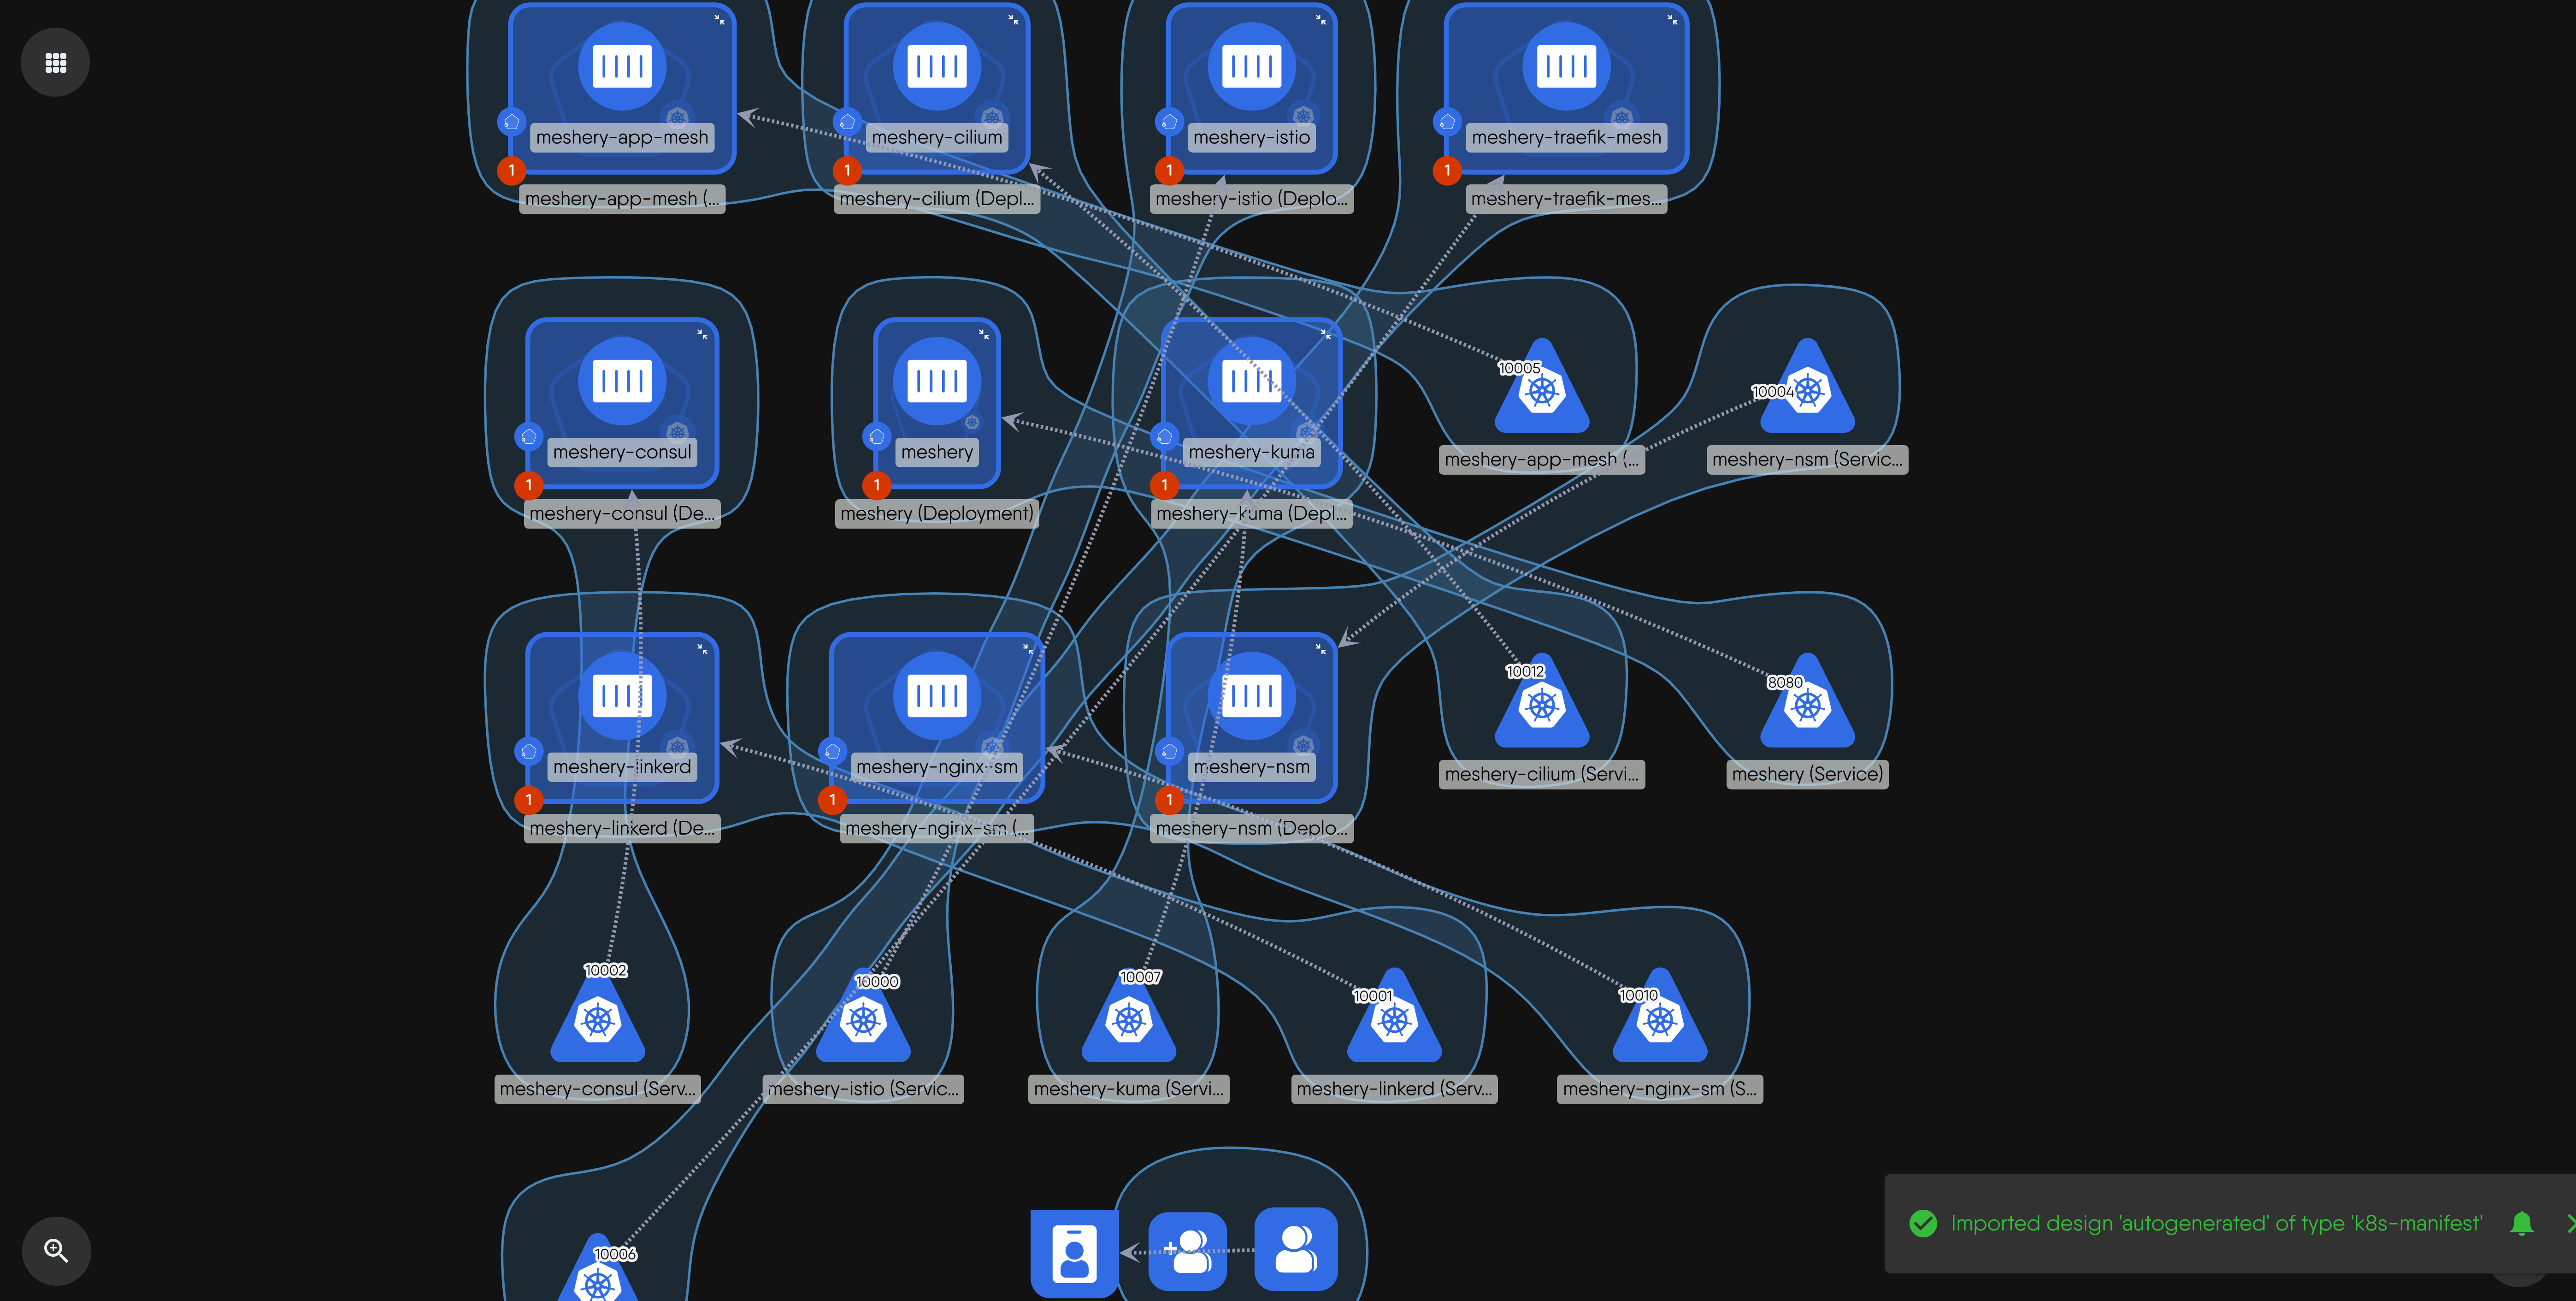 meshery-app-mesh
meshery-cilium
meshery-istio
meshery-traefik-mesh
1
1
1
1
meshery-app-mesh (...
meshery-cilium (Depl...
meshery-istio (Deplo...
meshery-traefik-mes...
10005
10004
meshery-consul
meshery
meshery-kuma
meshery-app-mesh (...
meshery-nsm (Servic...
1
1
1
meshery-consul (De...
meshery (Deployment)
meshery-kuma (Depl...
10012
8080
meshery-linkerd
meshery-nginx-sm
meshery-nsm
meshery-cilium (Servi...
meshery (Service)
1
1
1
meshery-linkerd (De...
meshery-nginx-sm (...
meshery-nsm (Deplo...
10002
10000
10007
10001
10010
meshery-consul (Serv...
meshery-istio (Servic...
meshery-kuma (Servi...
meshery-linkerd (Serv...
meshery-nginx-sm (S...
10006
Imported design 'autogenerated' of type 'k8s-manifest'